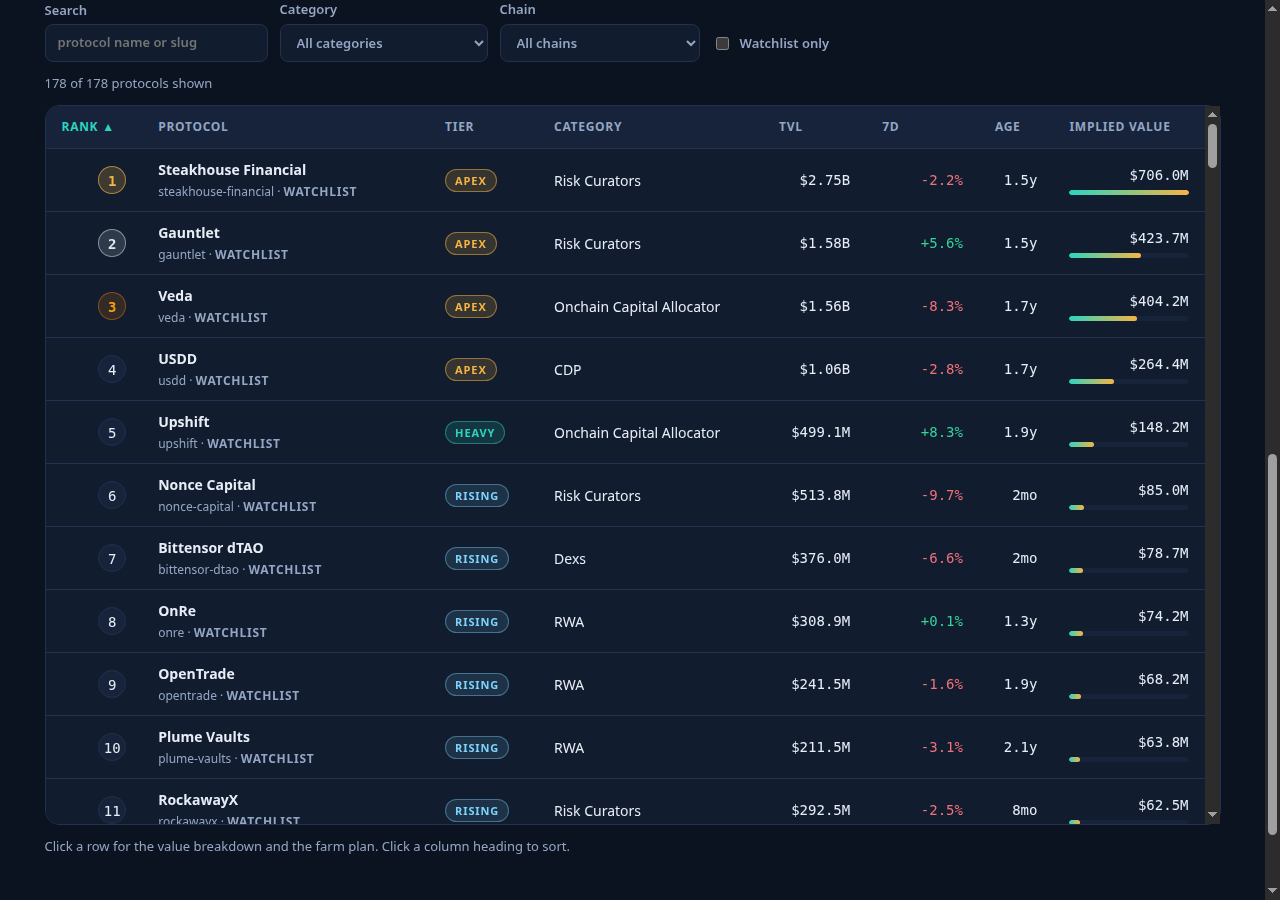 Search Category Chain
protocol name or slug All categories All chains Watchlist only
178 of 178 protocols shown
RANK ▲ PROTOCOL TIER CATEGORY TVL 7D AGE IMPLIED VALUE
1 Steakhouse Financial APEX Risk Curators $2.75B -2.2% 1.5y $706.0M
steakhouse-financial · WATCHLIST
2 Gauntlet APEX Risk Curators $1.58B +5.6% 1.5y $423.7M
gauntlet · WATCHLIST
3 Veda APEX Onchain Capital Allocator $1.56B -8.3% 1.7y $404.2M
veda · WATCHLIST
4 USDD APEX CDP $1.06B -2.8% 1.7y $264.4M
usdd · WATCHLIST
5 Upshift HEAVY Onchain Capital Allocator $499.1M +8.3% 1.9y $148.2M
upshift · WATCHLIST
6 Nonce Capital RISING Risk Curators $513.8M -9.7% 2mo $85.0M
nonce-capital · WATCHLIST
7 Bittensor dTAO RISING Dexs $376.0M -6.6% 2mo $78.7M
bittensor-dtao · WATCHLIST
8 OnRe RISING RWA $308.9M +0.1% 1.3y $74.2M
onre · WATCHLIST
9 OpenTrade RISING RWA $241.5M -1.6% 1.9y $68.2M
opentrade · WATCHLIST
10 Plume Vaults RISING RWA $211.5M -3.1% 2.1y $63.8M
plume-vaults · WATCHLIST
11 RockawayX RISING Risk Curators $292.5M -2.5% 8mo $62.5M
rockawayx · WATCHLIST
Click a row for the value breakdown and the farm plan. Click a column heading to sort.